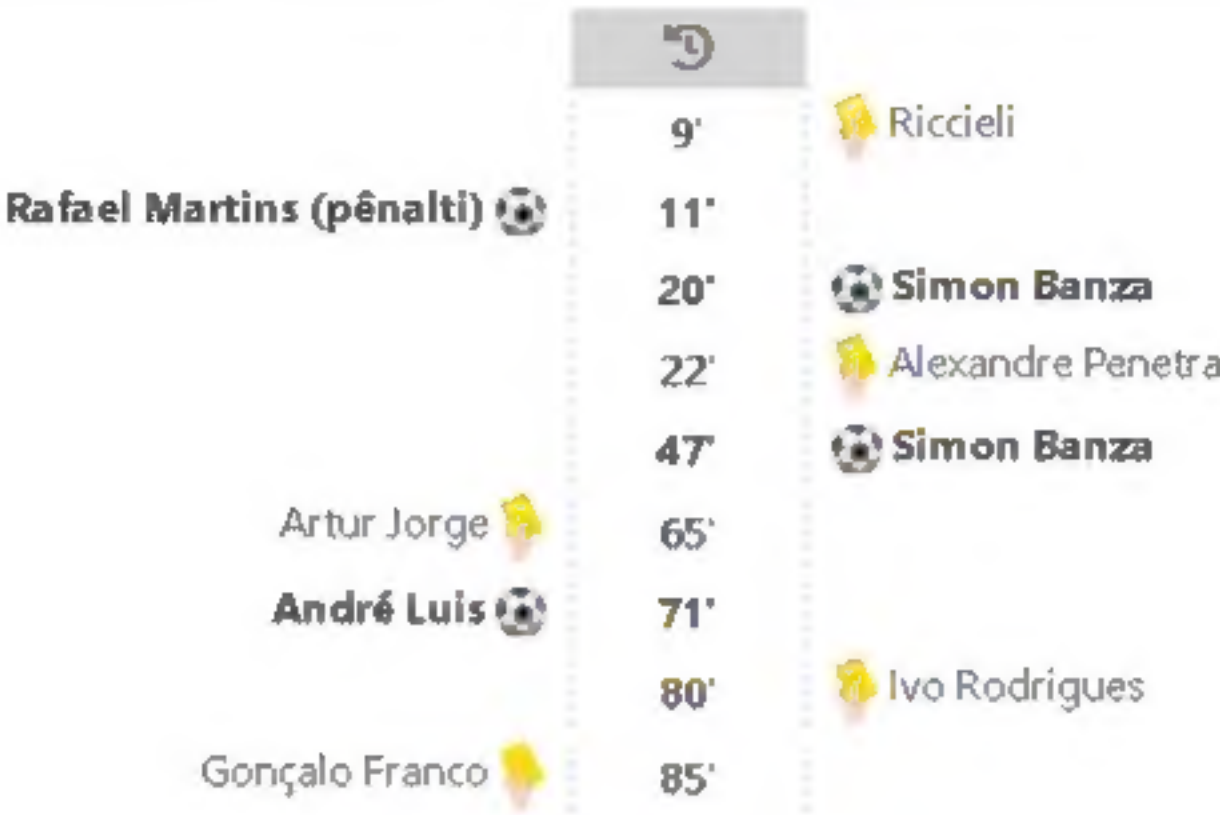 9' Riccieli
Rafael Martins (pênalti) 11'
20' Simon Banza
22' Alexandre Penetra
47' Simon Banza
Artur Jorge 65'
André Luis 71'
80' Ivo Rodrigues
Gonçalo Franco 85'